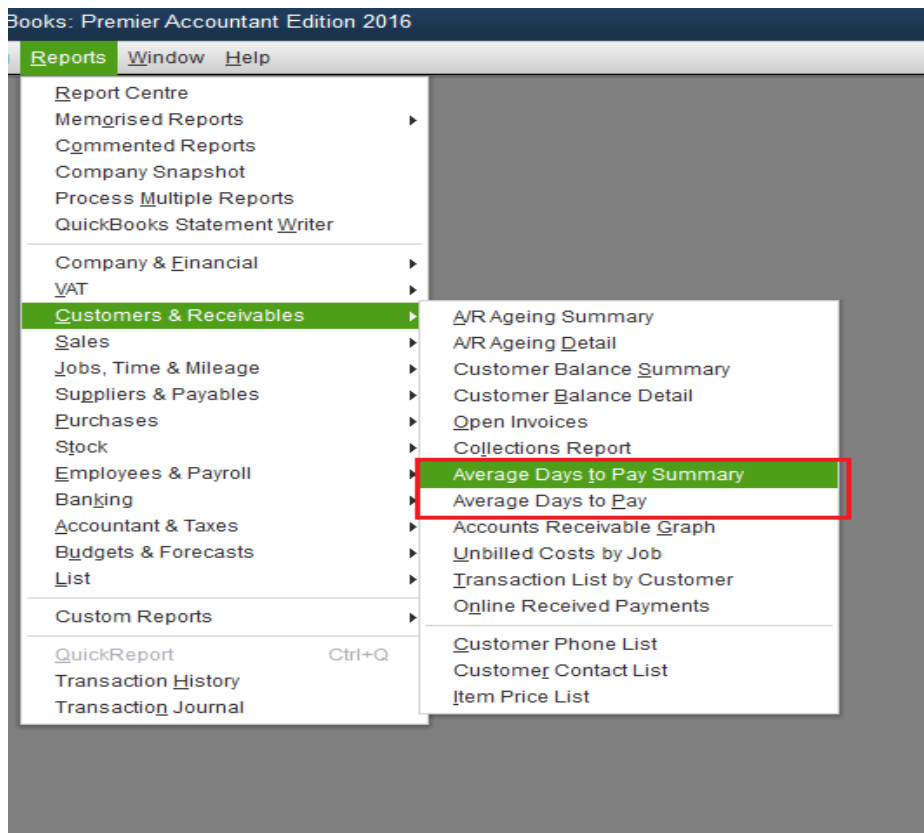 Books: Premier Accountant Edition 2016
Reports Window Help
Report Centre
Memorised Reports
Commented Reports
Company Snapshot
Process Multiple Reports
QuickBooks Statement Writer
Company & Financial
VAT
Customers & Receivables
Sales
Jobs, Time & Mileage
Suppliers & Payables
Purchases
Stock
Employees & Payroll
Banking
Accountant & Taxes
Budgets & Forecasts
List
Custom Reports
QuickReport Ctrl+Q
Transaction History
Transaction Journal
A/R Ageing Summary
A/R Ageing Detail
Customer Balance Summary
Customer Balance Detail
Open Invoices
Collections Report
Average Days to Pay Summary
Average Days to Pay
Accounts Receivable Graph
Unbilled Costs by Job
Transaction List by Customer
Online Received Payments
Customer Phone List
Customer Contact List
Item Price List